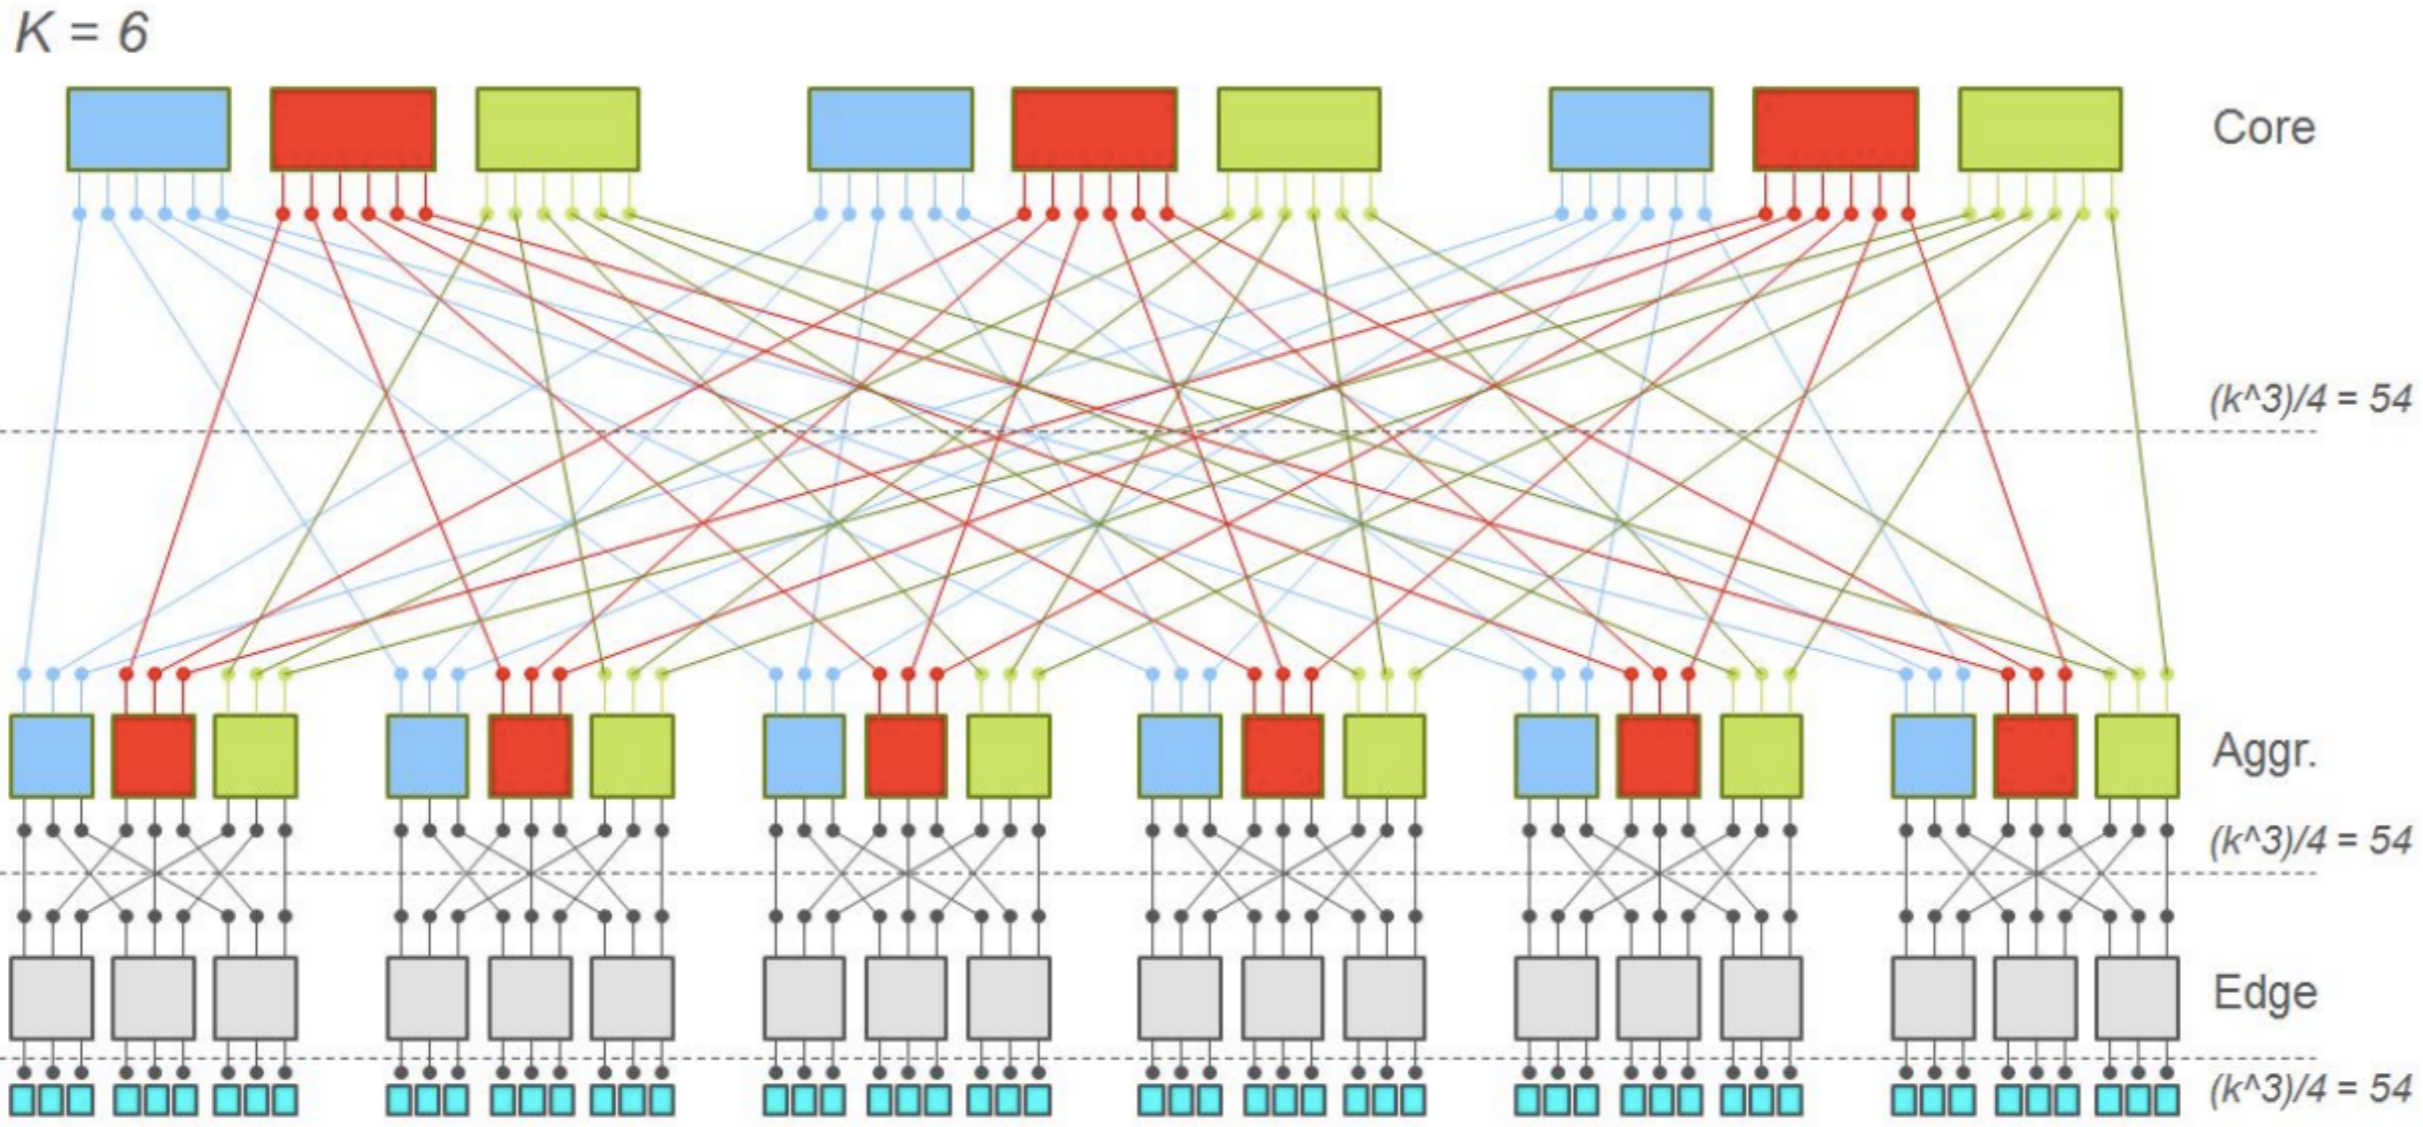 K = 6
Core
(k^3)/4 = 54
Aggr.
(k^3)/4 = 54
Edge
(k^3)/4 = 54